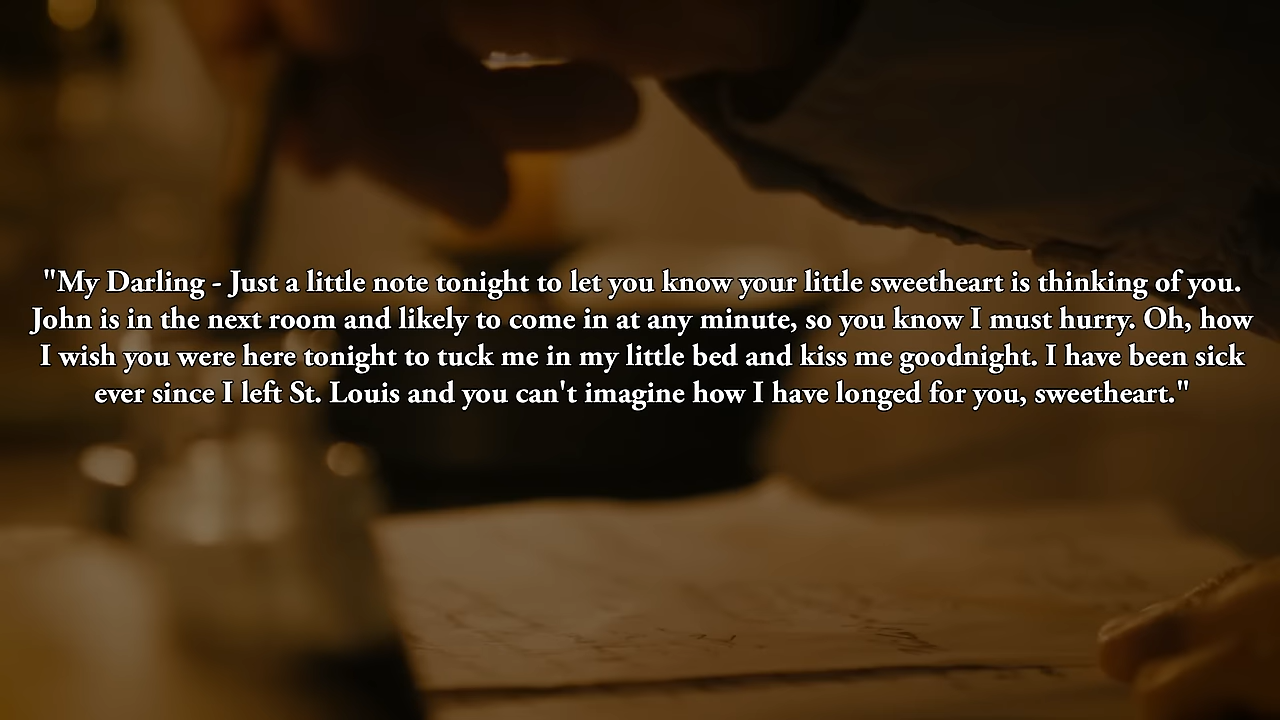 "My Darling - Just a little note tonight to let you know your little sweetheart is thinking of you.
John is in the next room and likely to come in at any minute, so you know I must hurry. Oh, how
I wish you were here tonight to tuck me in my little bed and kiss me goodnight. I have been sick
ever since I left St. Louis and you can't imagine how I have longed for you, sweetheart."